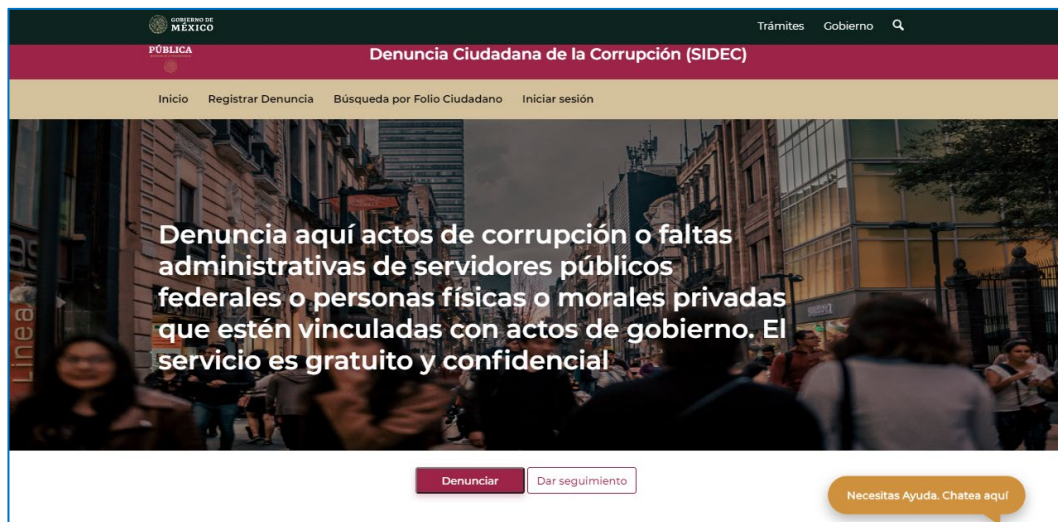 GOBIERNO DE
MÉXICO
Trámites Gobierno
PÚBLICA
Denuncia Ciudadana de la Corrupción (SIDEC)
Inicio Registrar Denuncia Búsqueda por Folio Ciudadano Iniciar sesión
Denuncia aquí actos de corrupción o faltas
administrativas de servidores públicos
federales o personas físicas o morales privadas
que estén vinculadas con actos de gobierno. El
servicio es gratuito y confidencial
Linea
Denunciar Dar seguimiento
Necesitas Ayuda. Chatea aquí